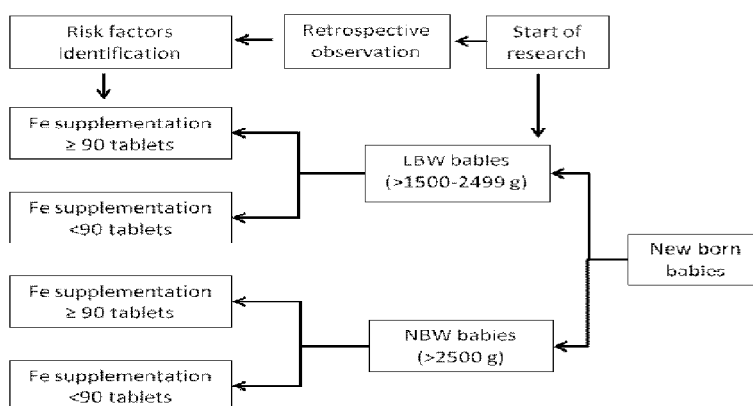 Risk factors
identification
Retrospective
observation
Start of
research
Fe supplementation
≥ 90 tablets
LBW babies
(>1500-2499 g)
Fe supplementation
<90 tablets
New born
babies
Fe supplementation
≥ 90 tablets
NBW babies
(>2500 g)
Fe supplementation
<90 tablets